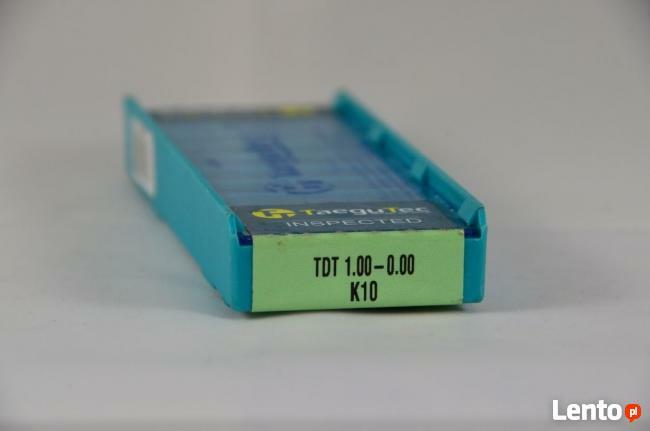 TaeguTec
INSPECTED
TDT 1.00-0.00
K10
Lento.pl